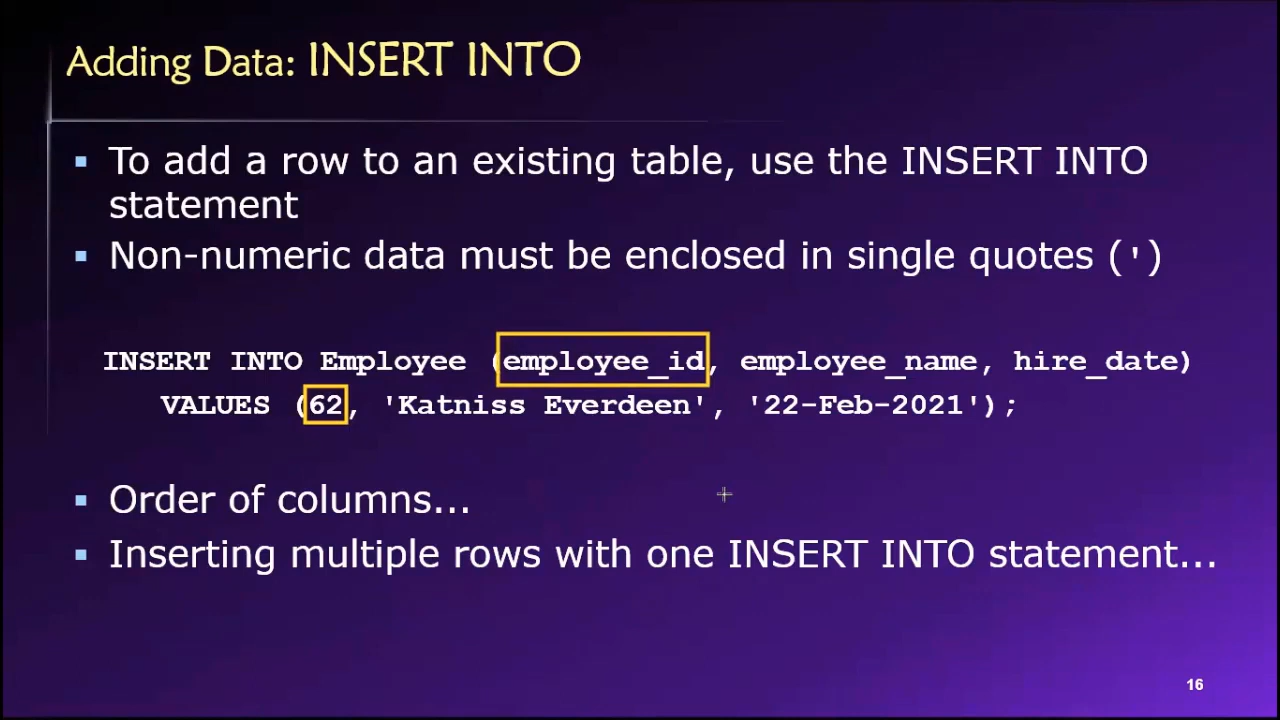 Adding Data: INSERT INTO
▪ To add a row to an existing table, use the INSERT INTO
statement
▪ Non-numeric data must be enclosed in single quotes (')
INSERT INTO Employee (employee_id, employee_name, hire_date)
VALUES (62, 'Katniss Everdeen', '22-Feb-2021');
▪ Order of columns...
▪ Inserting multiple rows with one INSERT INTO statement...
16